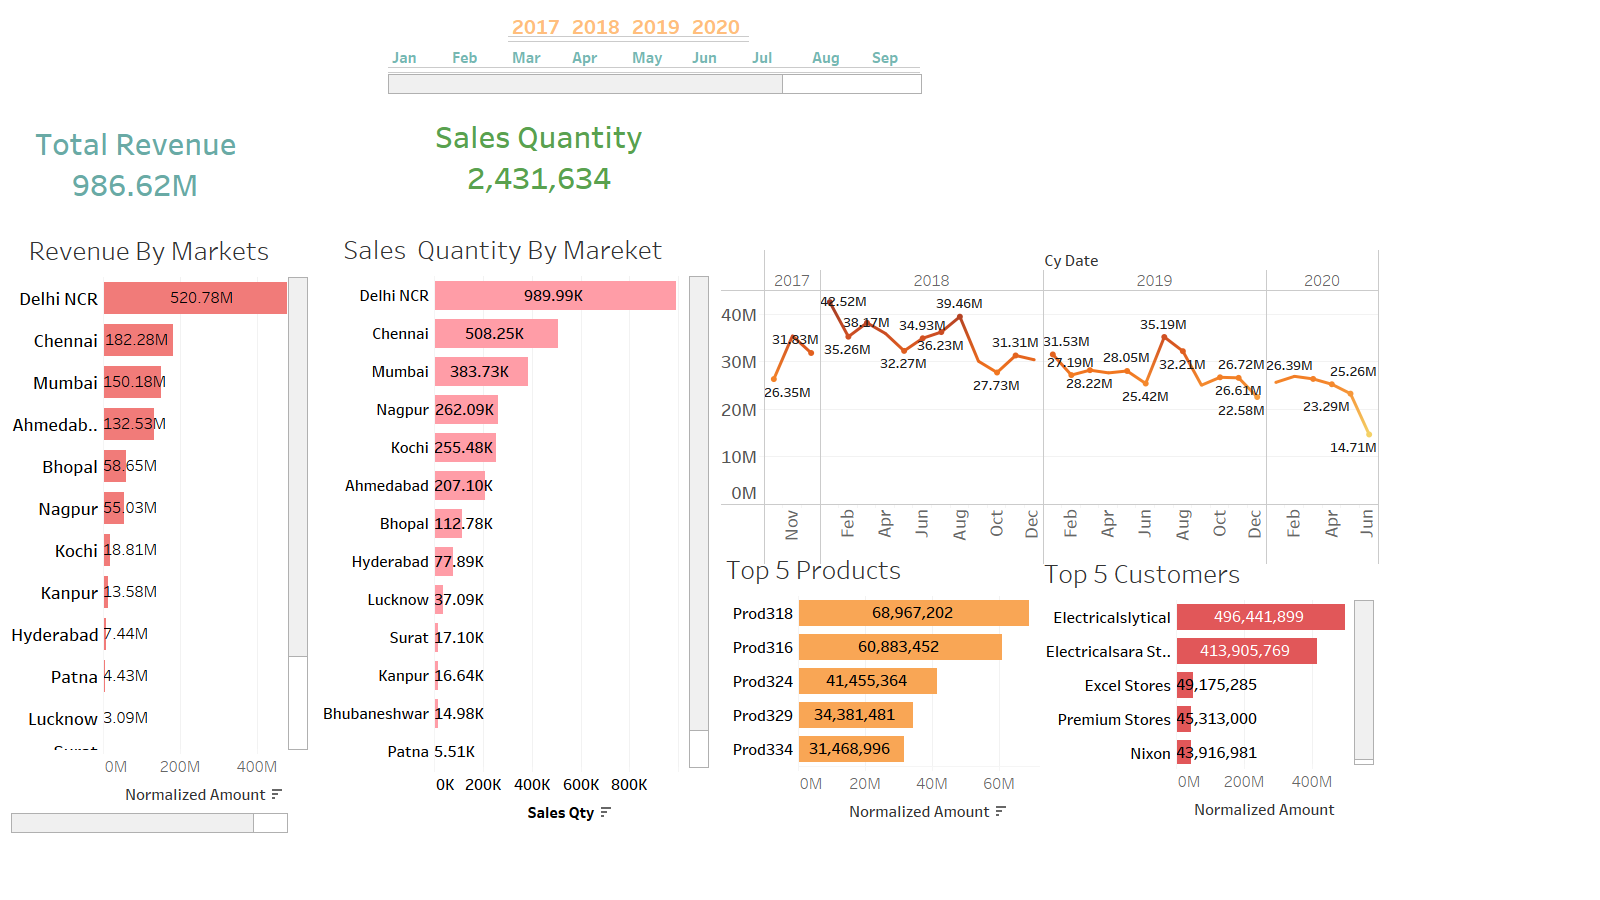 2017 2018 2019 2020
Jan Feb Mar Apr May Jun Jul Aug Sep
Total Revenue
986.62M
Sales Quantity
2,431,634
Revenue By Markets
Delhi NCR 520.78M
Chennai 182.28M
Mumbai 150.18M
Ahmedab.. 132.53M
Bhopal 58.65M
Nagpur 55.03M
Kochi 18.81M
Kanpur 13.58M
Hyderabad 7.44M
Patna 4.43M
Lucknow 3.09M
0M 200M 400M
Normalized Amount
Sales Quantity By Mareket
Delhi NCR 989.99K
Chennai 508.25K
Mumbai 383.73K
Nagpur 262.09K
Kochi 255.48K
Ahmedabad 207.10K
Bhopal 112.78K
Hyderabad 77.89K
Lucknow 37.09K
Surat 17.10K
Kanpur 16.64K
Bhubaneshwar 14.98K
Patna 5.51K
0K 200K 400K 600K 800K
Sales Qty
Cy Date
2017 2018 2019 2020
40M
30M
20M
10M
0M
26.35M
31.83M
42.52M
35.26M
38.17M
32.27M
34.93M
36.23M
39.46M
27.73M
31.31M
31.53M
27.19M
28.22M
28.05M
25.42M
35.19M
32.21M
26.72M
26.61M
22.58M
26.39M
23.29M
25.26M
14.71M
Nov Feb Apr Jun Aug Oct Dec Feb Apr Jun Aug Oct Dec Feb Apr Jun
Top 5 Products
Prod318 68,967,202
Prod316 60,883,452
Prod324 41,455,364
Prod329 34,381,481
Prod334 31,468,996
0M 20M 40M 60M
Normalized Amount
Top 5 Customers
Electricalslytical 496,441,899
Electricalsara St.. 413,905,769
Excel Stores 49,175,285
Premium Stores 45,313,000
Nixon 43,916,981
0M 200M 400M
Normalized Amount